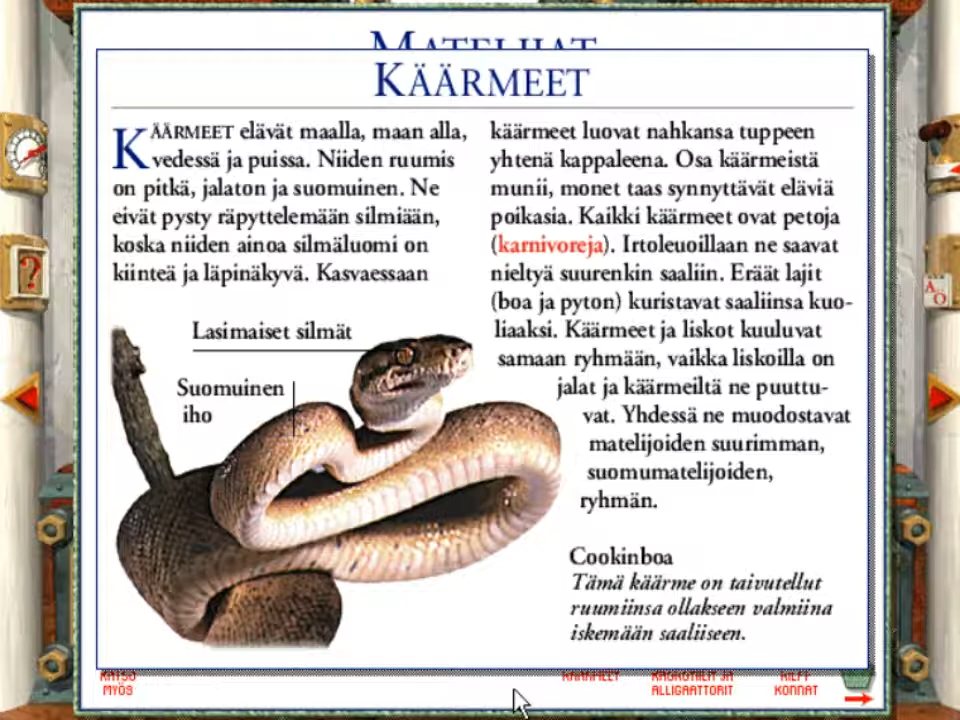 MATELIJAT
KÄÄRMEET
KÄÄRMEET elävät maalla, maan alla,
vedessä ja puissa. Niiden ruumis
on pitkä, jalaton ja suomuinen. Ne
eivät pysty räpyttelemään silmiään,
koska niiden ainoa silmäluomi on
kiinteä ja läpinäkyvä. Kasvaessaan
käärmeet luovat nahkansa tuppeen
yhtenä kappaleena. Osa käärmeistä
munii, monet taas synnyttävät eläviä
poikasia. Kaikki käärmeet ovat petoja
(karnivoreja). Irtoleuoillaan ne saavat
nieltyä suurenkin saaliin. Eräät lajit
(boa ja pyton) kuristavat saaliinsa kuo-
liaaksi. Käärmeet ja liskot kuuluvat
samaan ryhmään, vaikka liskoilla on
jalat ja käärmeiltä ne puuttu-
vat. Yhdessä ne muodostavat
matelijoiden suurimman,
suomumatelijoiden,
ryhmän.
Lasimaiset silmät
Suomuinen
iho
Cookinboa
Tämä käärme on taivutellut
ruumiinsa ollakseen valmiina
iskemään saaliiseen.
KATSO
MYÖS
KÄÄRMEET
KROKOTIILIT JA
ALLIGAATTORIT
KILPI
KONNAT
?
A
O